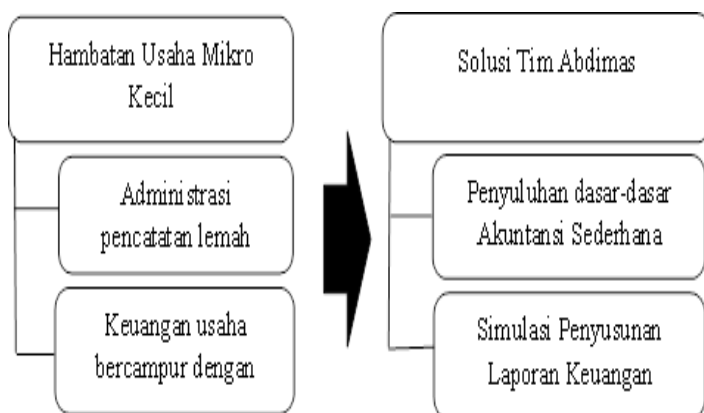 Hambatan Usaha Mikro
Kecil
Administrasi
pencatatan lemah
Keuangan usaha
bercampur dengan
Solusi Tim Abdimas
Penyuluhan dasar-dasar
Akuntansi Sederhana
Simulasi Penyusunan
Laporan Keuangan